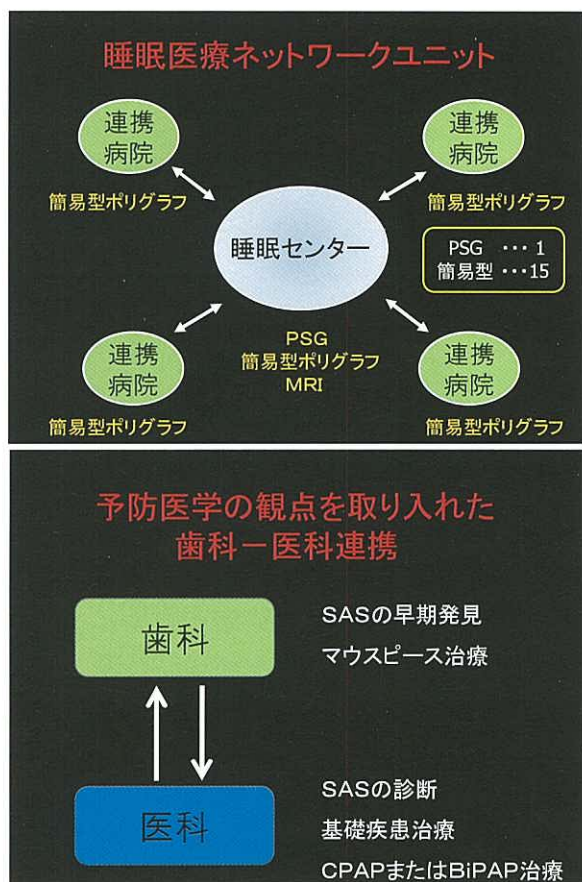 睡眠医療ネットワークユニット
連携
病院
簡易型ポリグラフ
連携
病院
簡易型ポリグラフ
睡眠センター
PSG ・・・1
簡易型 ・・・15
PSG
簡易型ポリグラフ
MRI
連携
病院
簡易型ポリグラフ
連携
病院
簡易型ポリグラフ
予防医学の観点を取り入れた
歯科－医科連携
歯科
SASの早期発見
マウスピース治療
医科
SASの診断
基礎疾患治療
CPAPまたはBiPAP治療